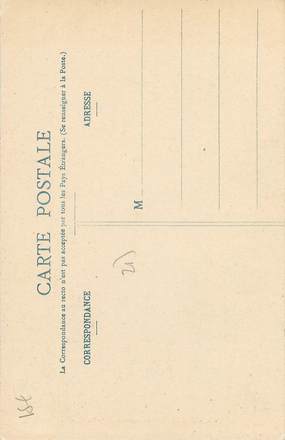 CARTE POSTALE
La Correspondance au recto n'est pas acceptée par tous les Pays Étrangers. (Se renseigner à la Poste.)
CORRESPONDANCE
ADRESSE
M